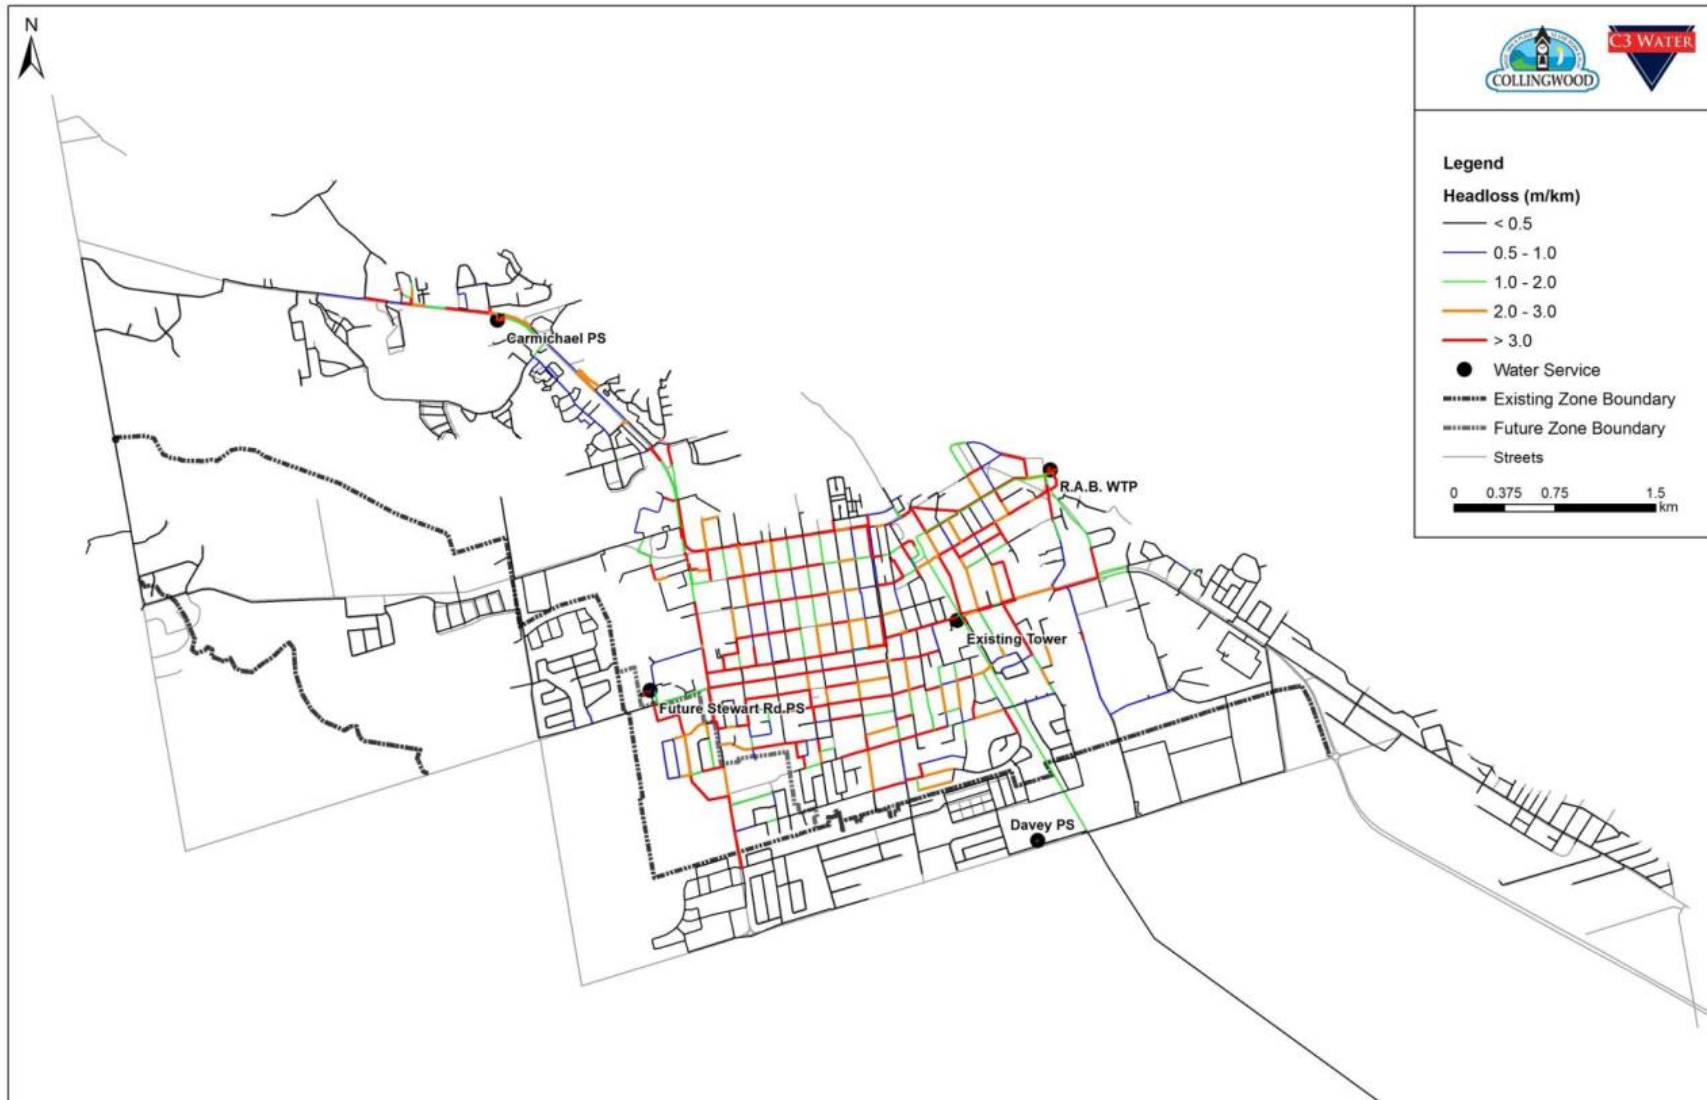 N
COLLINGWOOD
C3 WATER
Legend
Headloss (m/km)
< 0.5
0.5 - 1.0
1.0 - 2.0
2.0 - 3.0
> 3.0
Water Service
Existing Zone Boundary
Future Zone Boundary
Streets
0 0.375 0.75 1.5
km
Carmichael PS
R.A.B. WTP
Existing Tower
Future Stewart Rd PS
Davey PS